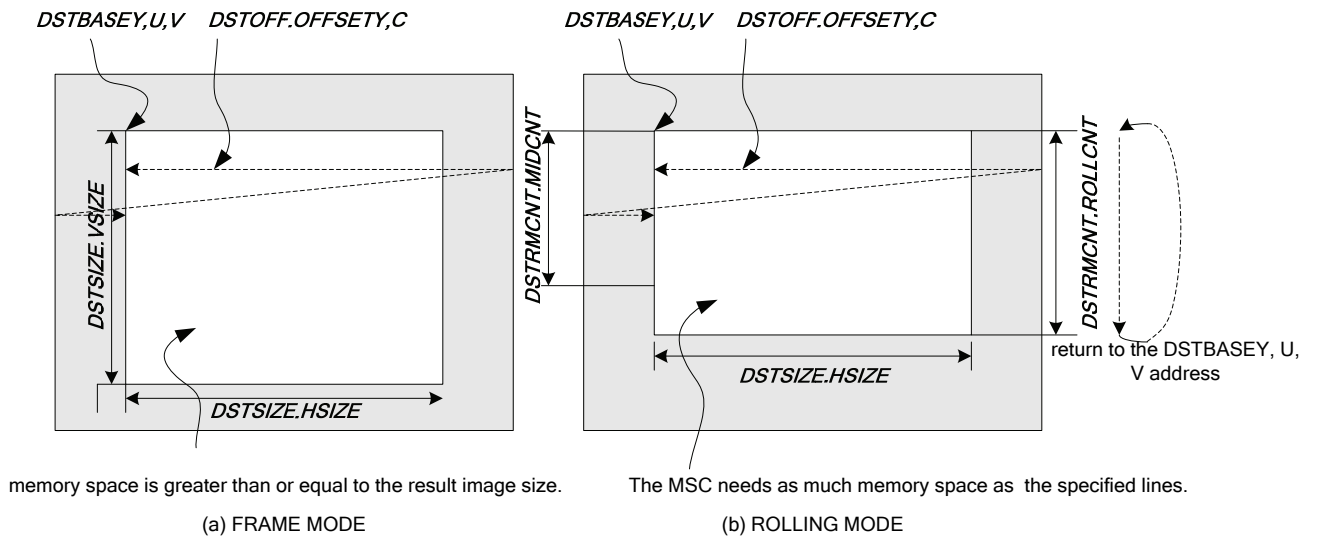 DSTBASEY,U,V
DSTOFF.OFFSETY,C
DSTSIZE.VSIZE
DSTSIZE.HSIZE
memory space is greater than or equal to the result image size.
(a) FRAME MODE
DSTBASEY,U,V
DSTOFF.OFFSETY,C
DSTRMCNT.MIDCNT
DSTRMCNT.ROLLCNT
return to the DSTBASEY, U,
V address
DSTSIZE.HSIZE
The MSC needs as much memory space as the specified lines.
(b) ROLLING MODE